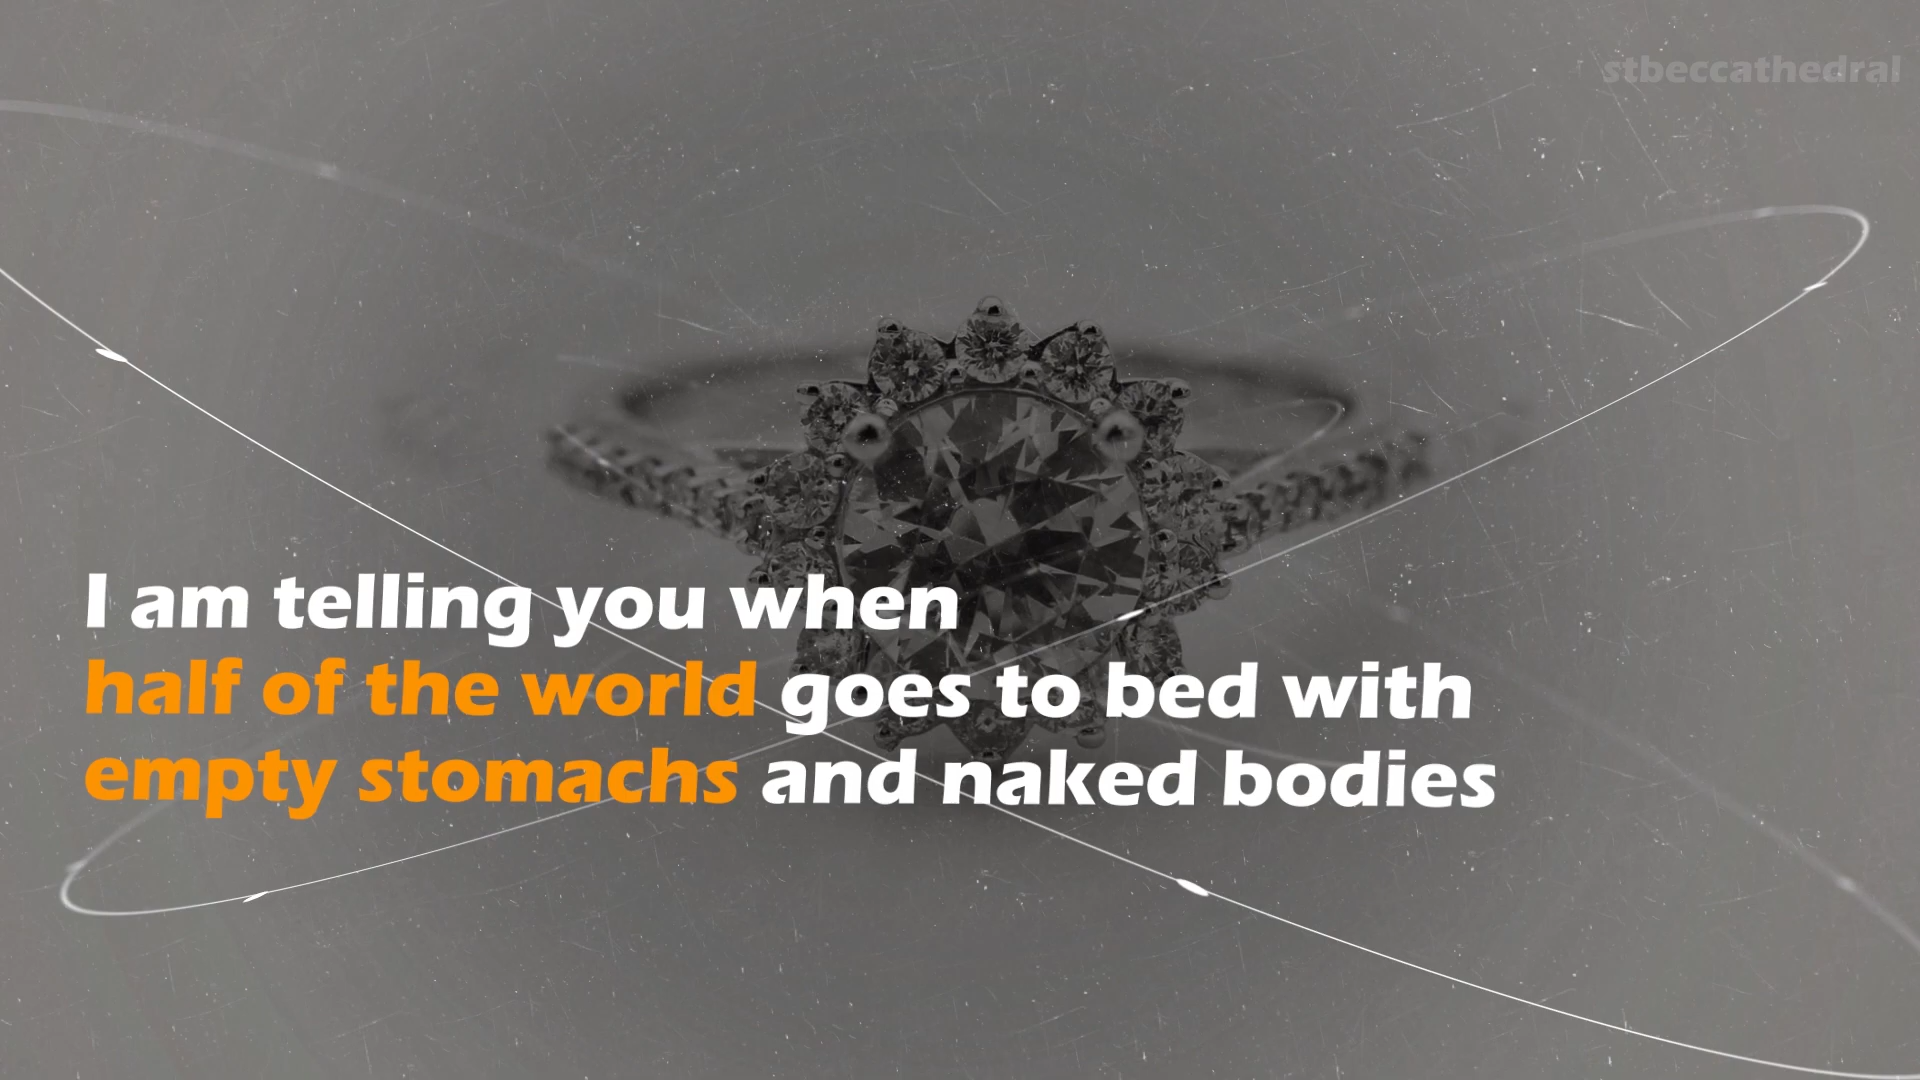 stbeccathedral
I am telling you when
half of the world goes to bed with
empty stomachs and naked bodies